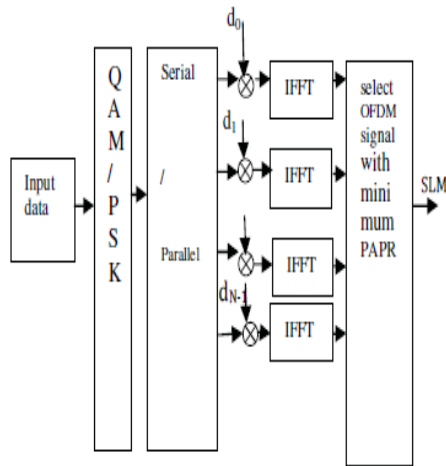 Input
data
Q
A
M
/
P
S
K
Serial
/
Parallel
d0
d1
dN-1
IFFT
IFFT
IFFT
IFFT
select
OFDM
signal
with
mini
mum
PAPR
SLM